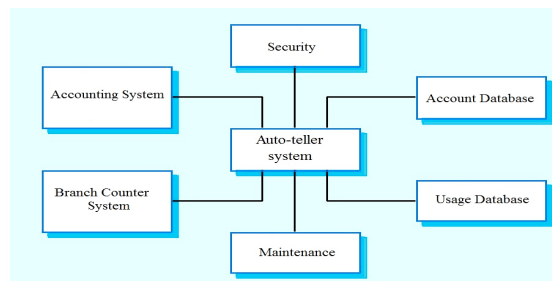 Security
Accounting System
Account Database
Auto-teller
system
Branch Counter
System
Usage Database
Maintenance